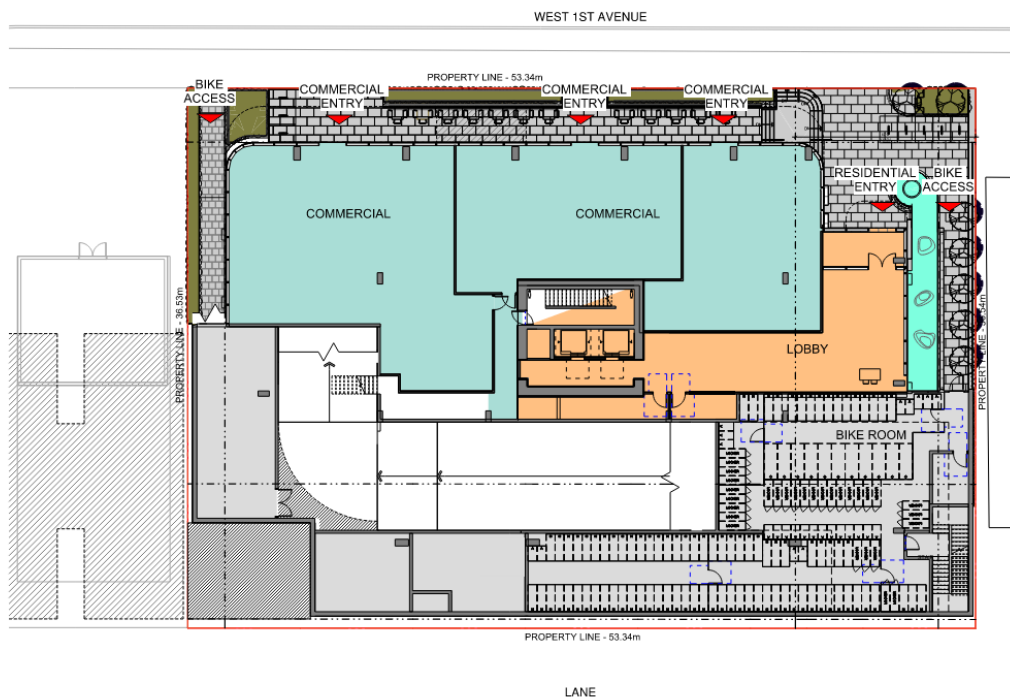 WEST 1ST AVENUE
PROPERTY LINE - 53.34m
BIKE
ACCESS
COMMERCIAL
ENTRY
COMMERCIAL
ENTRY
COMMERCIAL
ENTRY
RESIDENTIAL
ENTRY
BIKE
ACCESS
COMMERCIAL
COMMERCIAL
PROPERTY LINE - 36.53m
LOBBY
BIKE ROOM
PROPERTY LINE - 53.34m
LANE